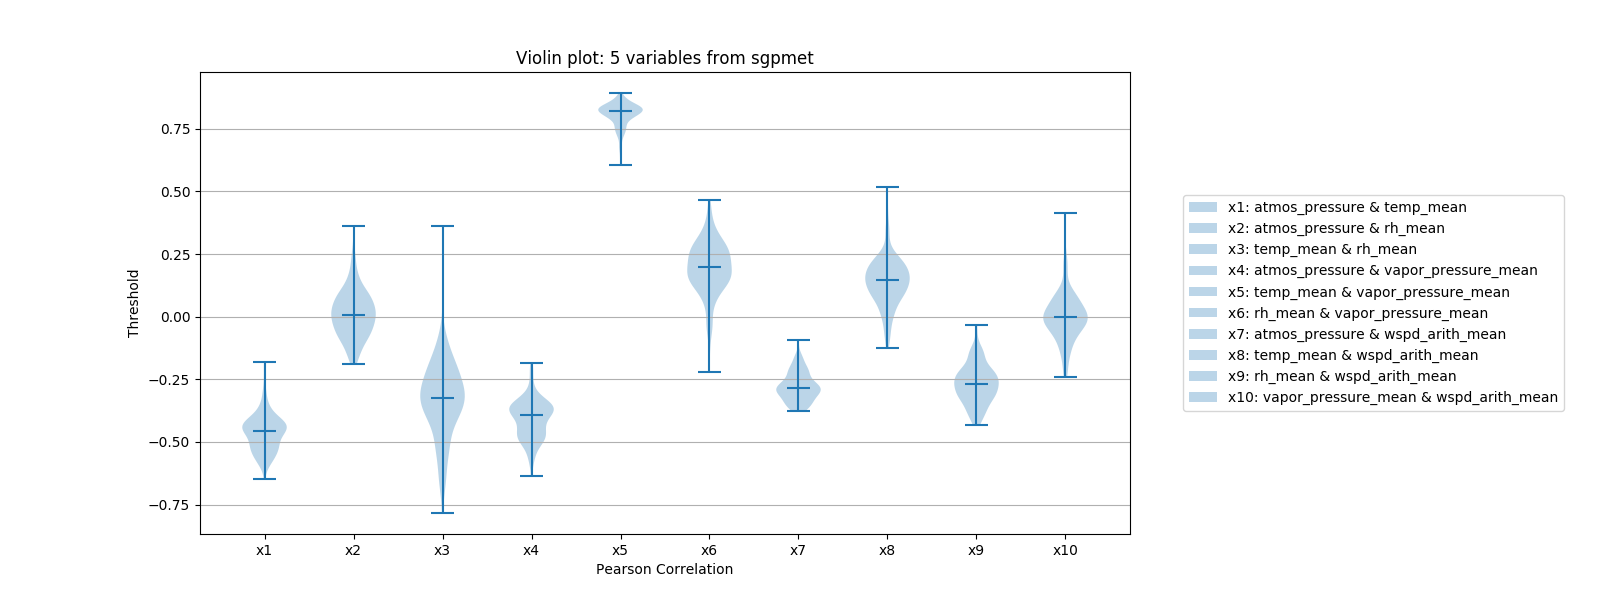 Violin plot: 5 variables from sgpmet
Threshold
0.75
0.50
0.25
0.00
−0.25
−0.50
−0.75
x1 x2 x3 x4 x5 x6 x7 x8 x9 x10
Pearson Correlation
x1: atmos_pressure & temp_mean
x2: atmos_pressure & rh_mean
x3: temp_mean & rh_mean
x4: atmos_pressure & vapor_pressure_mean
x5: temp_mean & vapor_pressure_mean
x6: rh_mean & vapor_pressure_mean
x7: atmos_pressure & wspd_arith_mean
x8: temp_mean & wspd_arith_mean
x9: rh_mean & wspd_arith_mean
x10: vapor_pressure_mean & wspd_arith_mean